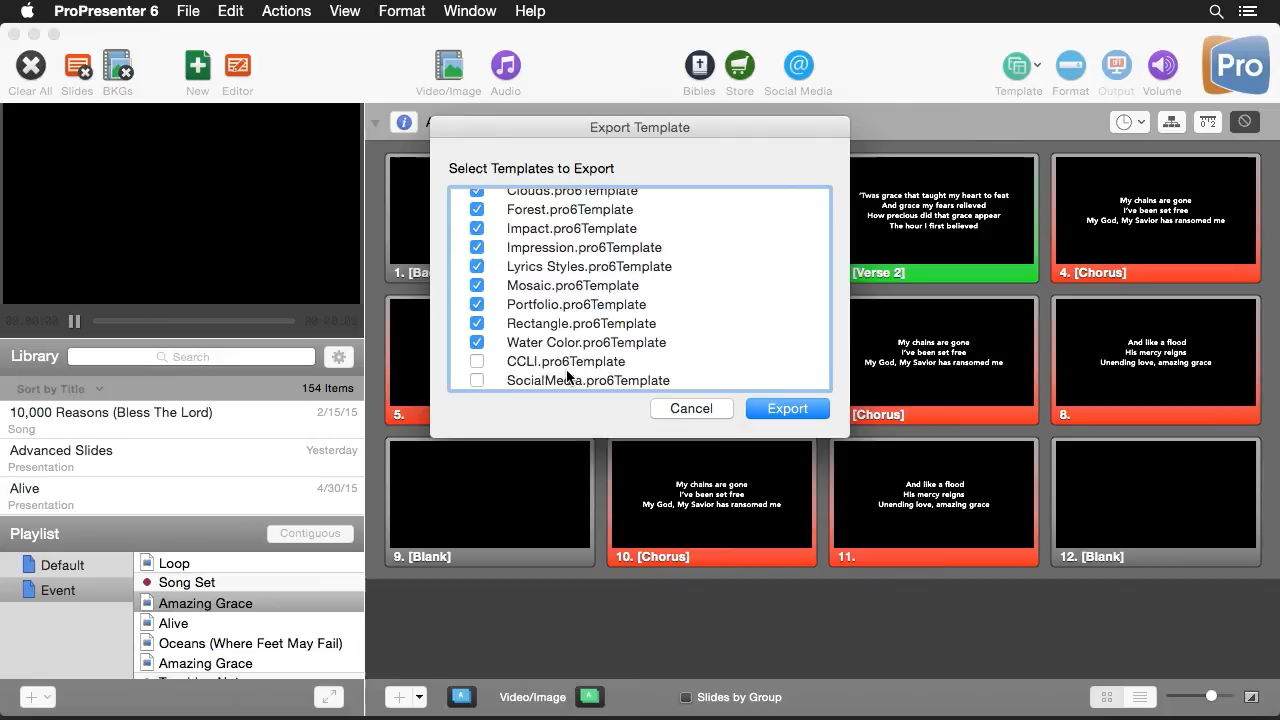 ProPresenter 6 File Edit Actions View Format Window Help
Clear All Slides BKGs New Editor Video/Image Audio Bibles Store Social Media Template Format Output Volume
Pro
Export Template
Select Templates to Export
Clouds.pro6Template
Forest.pro6Template
Impact.pro6Template
Impression.pro6Template
Lyrics Styles.pro6Template
Mosaic.pro6Template
Portfolio.pro6Template
Rectangle.pro6Template
Water Color.pro6Template
CCLI.pro6Template
SocialMedia.pro6Template
Cancel Export
Library Search
Sort by Title 154 Items
10,000 Reasons (Bless The Lord) 2/15/15
Song
Advanced Slides Yesterday
Presentation
Alive 4/30/15
Presentation
Playlist Contiguous
Default
Event
Loop
Song Set
Amazing Grace
Alive
Oceans (Where Feet May Fail)
Amazing Grace
1. [Ba
'Twas grace that taught my heart to fear
And grace my fears relieved
How precious did that grace appear
The hour I first believed
[Verse 2]
My chains are gone
I've been set free
My God, My Savior has ransomed me
4. [Chorus]
5.
My chains are gone
I've been set free
My God, My Savior has ransomed me
[Chorus]
And like a flood
His mercy reigns
Unending love, amazing grace
8.
9. [Blank]
My chains are gone
I've been set free
My God, My Savior has ransomed me
10. [Chorus]
And like a flood
His mercy reigns
Unending love, amazing grace
11.
12. [Blank]
Video/Image Slides by Group